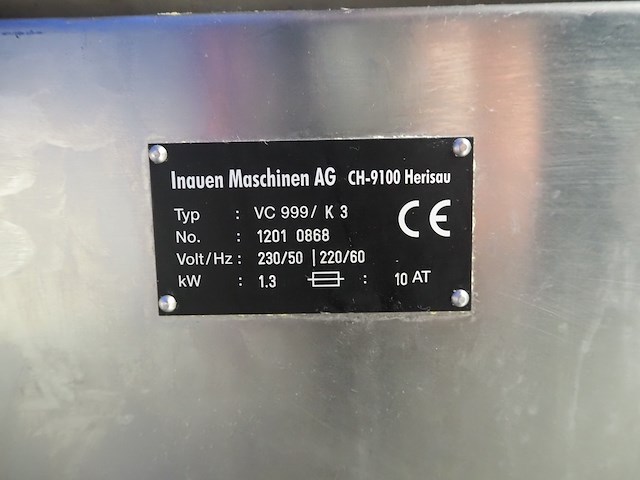 Inauen Maschinen AG CH-9100 Herisau
Typ : VC 999/ K 3
No. : 1201 0868
Volt/Hz : 230/50 | 220/60
kW : 1.3 : 10 AT
CE